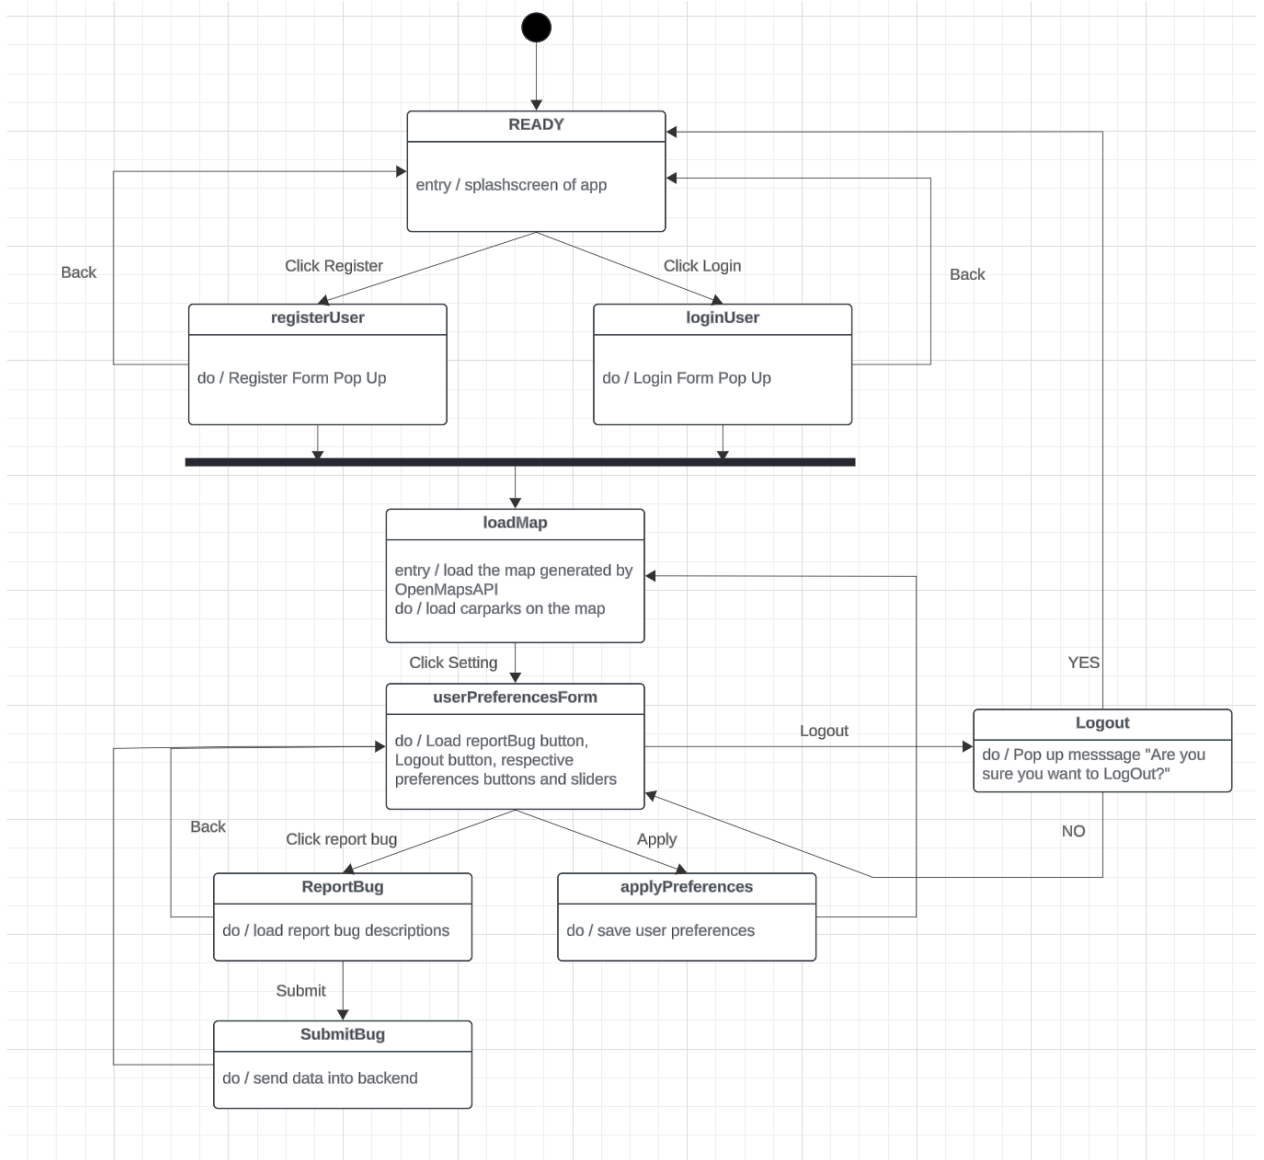 READY
entry / splashscreen of app
Click Register
Click Login
Back
Back
registerUser
do / Register Form Pop Up
loginUser
do / Login Form Pop Up
loadMap
entry / load the map generated by
OpenMapsAPI
do / load carparks on the map
Click Setting
YES
userPreferencesForm
do / Load reportBug button,
Logout button, respective
preferences buttons and sliders
Logout
Logout
do / Pop up messsage "Are you
sure you want to LogOut?"
Back
Click report bug
Apply
NO
ReportBug
do / load report bug descriptions
applyPreferences
do / save user preferences
Submit
SubmitBug
do / send data into backend